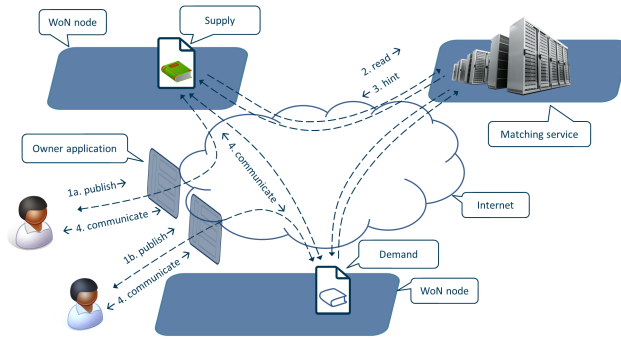 WoN node
Supply
2. read→
← 3. hint
Matching service
Owner application
← 4. communicate→
1a. publish→
← 4. communicate→
Internet
1b. publish→
← 4. communicate→
Demand
WoN node